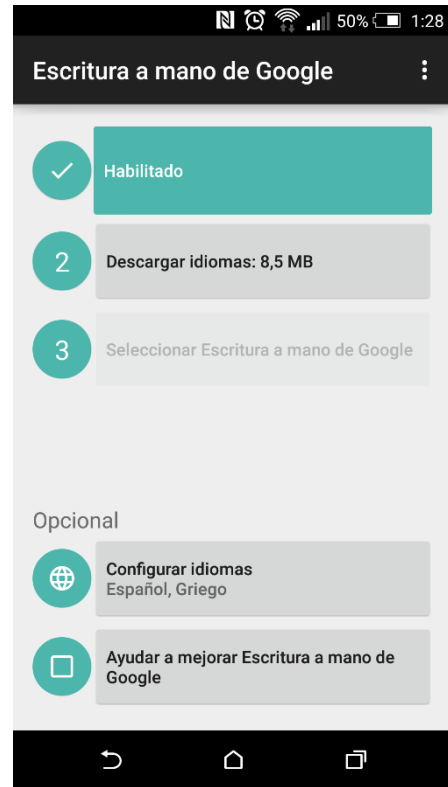 50% 1:28
Escritura a mano de Google
Habilitado
2 Descargar idiomas: 8,5 MB
3 Seleccionar Escritura a mano de Google
Opcional
Configurar idiomas
Español, Griego
Ayudar a mejorar Escritura a mano de
Google